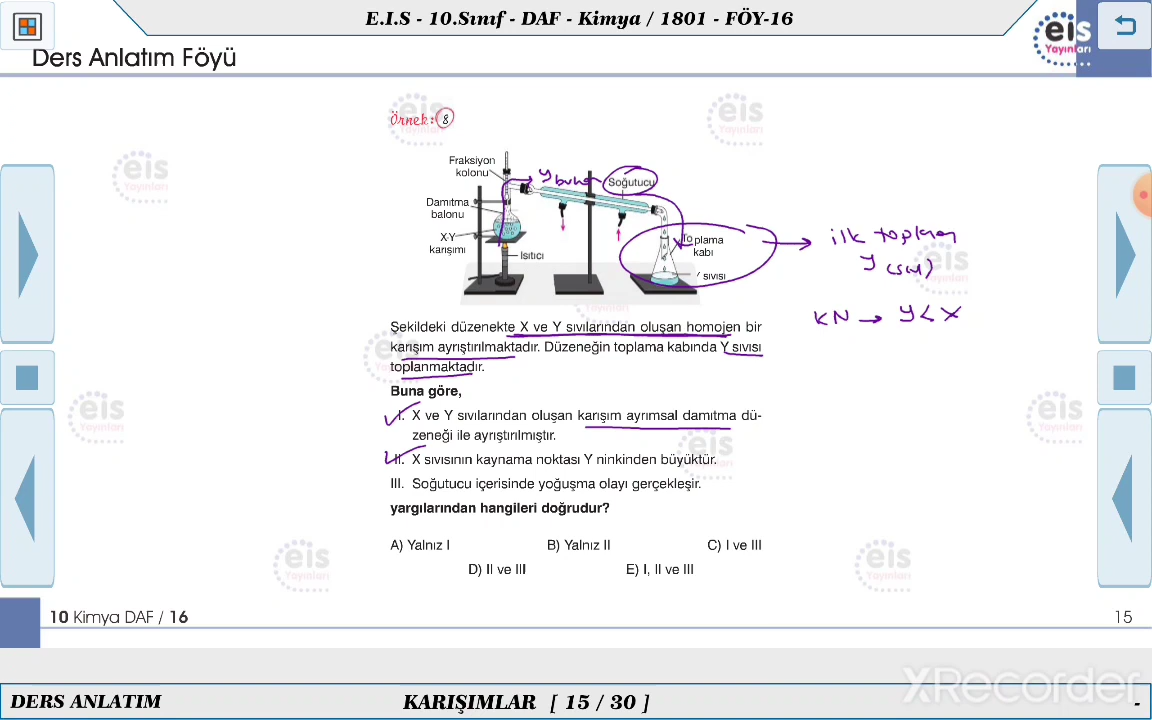 E.I.S - 10.Sınıf - DAF - Kimya / 1801 - FÖY-16
Ders Anlatım Föyü
eis
Yayınları
Örnek: 8
Fraksiyon
kolonu
Y buharı
Soğutucu
Damıtma
balonu
X-Y
karışımı
Isıtıcı
Toplama
kabı
Y sıvısı
ilk toplanan
Y (sıvı)
KN → Y < X
Şekildeki düzenekte X ve Y sıvılarından oluşan homojen bir
karışım ayrıştırılmaktadır. Düzeneğin toplama kabında Y sıvısı
toplanmaktadır.
Buna göre,
I. X ve Y sıvılarından oluşan karışım ayrımsal damıtma dü-
zeneği ile ayrıştırılmıştır.
II. X sıvısının kaynama noktası Y ninkinden büyüktür.
III. Soğutucu içerisinde yoğuşma olayı gerçekleşir.
yargılarından hangileri doğrudur?
A) Yalnız I B) Yalnız II C) I ve III
D) II ve III E) I, II ve III
10 Kimya DAF / 16
15
XRecorder
DERS ANLATIM KARIŞIMLAR [ 15 / 30 ] -